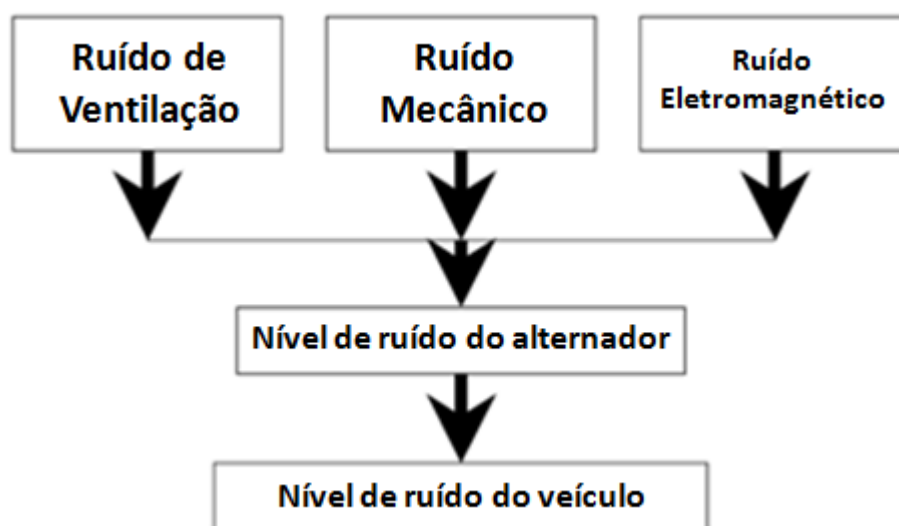 Ruído de
Ventilação
Ruído
Mecânico
Ruído
Eletromagnético
Nível de ruído do alternador
Nível de ruído do veículo